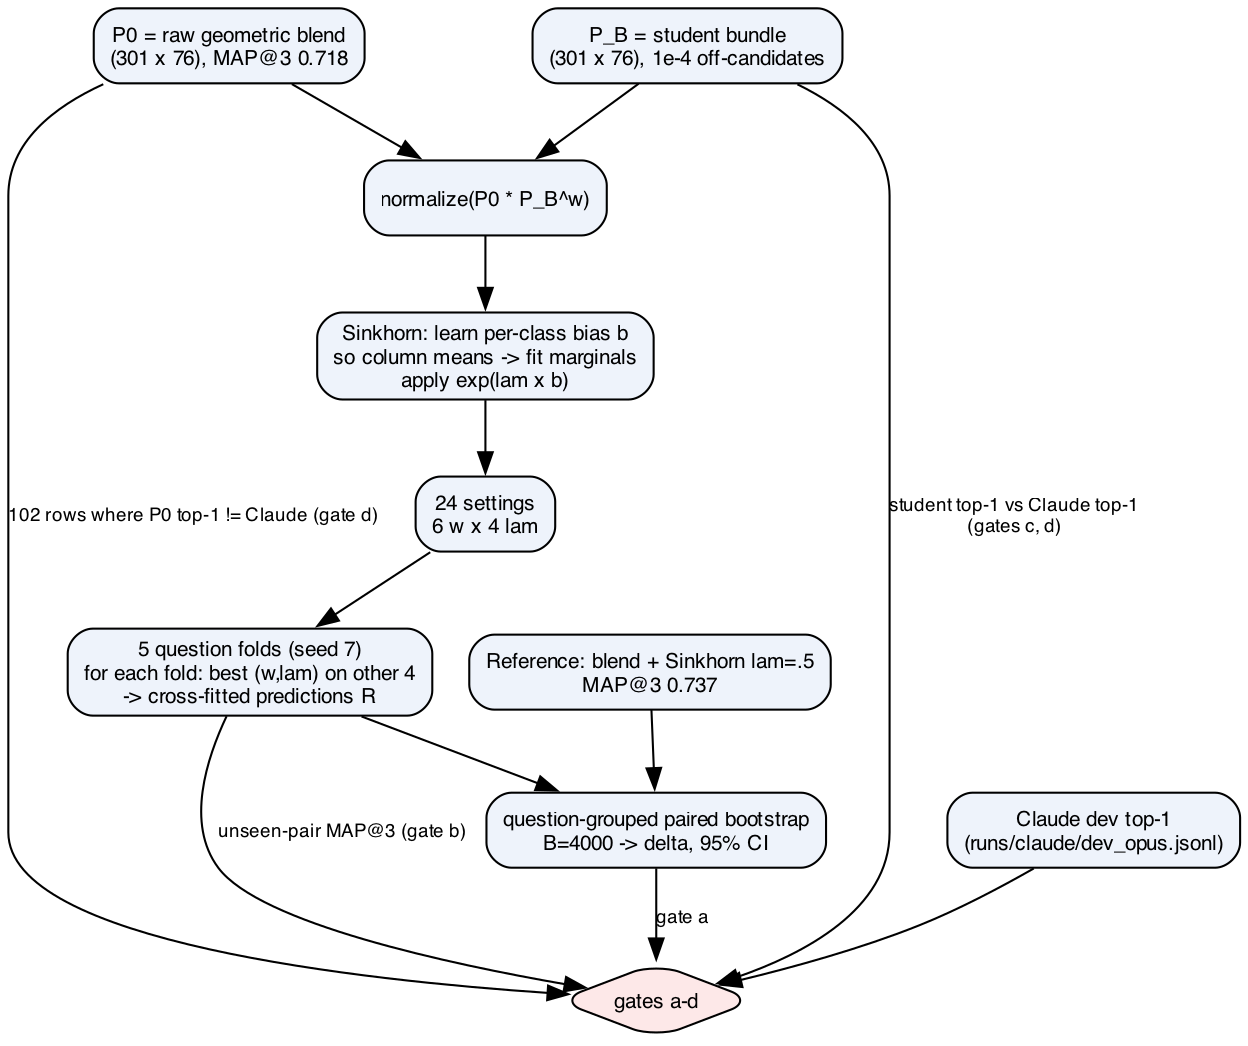 P0 = raw geometric blend
(301 x 76), MAP@3 0.718
P_B = student bundle
(301 x 76), 1e-4 off-candidates
normalize(P0 * P_B^w)
Sinkhorn: learn per-class bias b
so column means -> fit marginals
apply exp(lam x b)
24 settings
6 w x 4 lam
102 rows where P0 top-1 != Claude (gate d)
student top-1 vs Claude top-1
(gates c, d)
5 question folds (seed 7)
for each fold: best (w,lam) on other 4
-> cross-fitted predictions R
Reference: blend + Sinkhorn lam=.5
MAP@3 0.737
unseen-pair MAP@3 (gate b)
question-grouped paired bootstrap
B=4000 -> delta, 95% CI
Claude dev top-1
(runs/claude/dev_opus.jsonl)
gate a
gates a-d